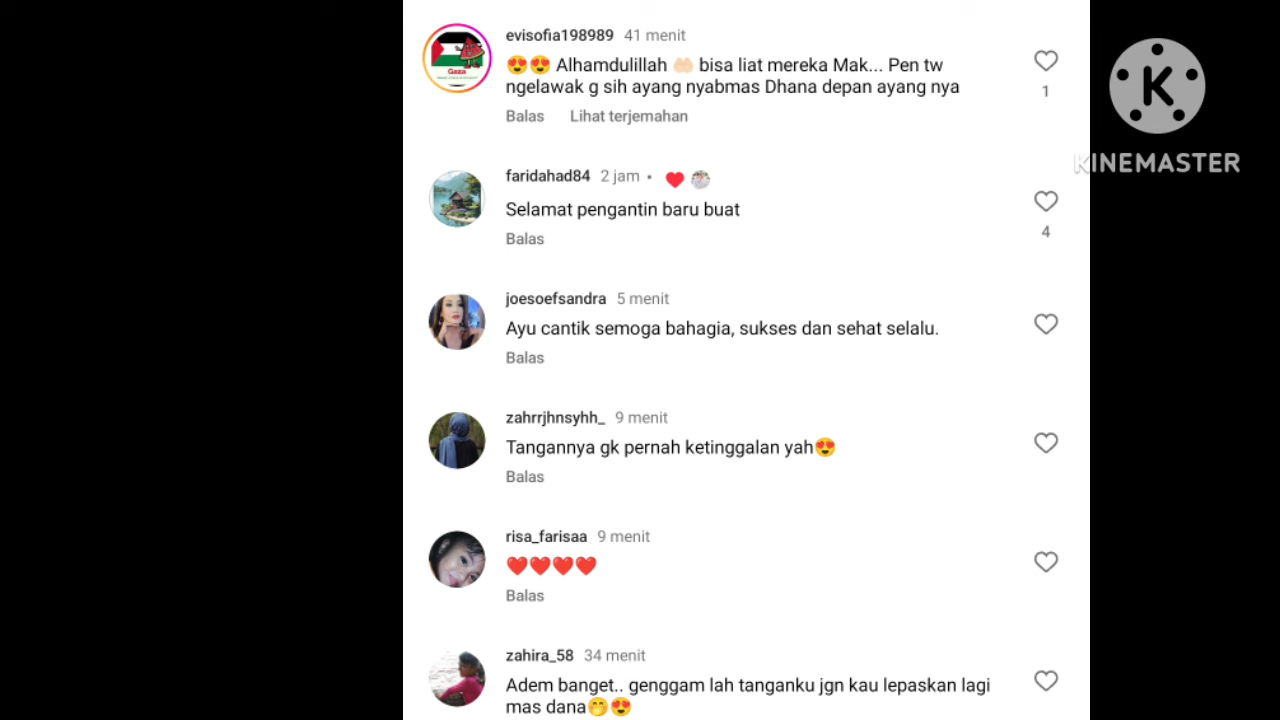 evisofia198989 41 menit
😍😍 Alhamdulillah 🤲🏻 bisa liat mereka Mak... Pen tw
ngelawak g sih ayang nyabmas Dhana depan ayang nya
1
Balas Lihat terjemahan
faridahad84 2 jam •
Selamat pengantin baru buat
4
Balas
joesoefsandra 5 menit
Ayu cantik semoga bahagia, sukses dan sehat selalu.
Balas
zahrrjhnsyhh_ 9 menit
Tangannya gk pernah ketinggalan yah😍
Balas
risa_farisaa 9 menit
❤️❤️❤️❤️
Balas
zahira_58 34 menit
Adem banget.. genggam lah tanganku jgn kau lepaskan lagi
mas dana🤭😍
Gaza
K
KINEMASTER